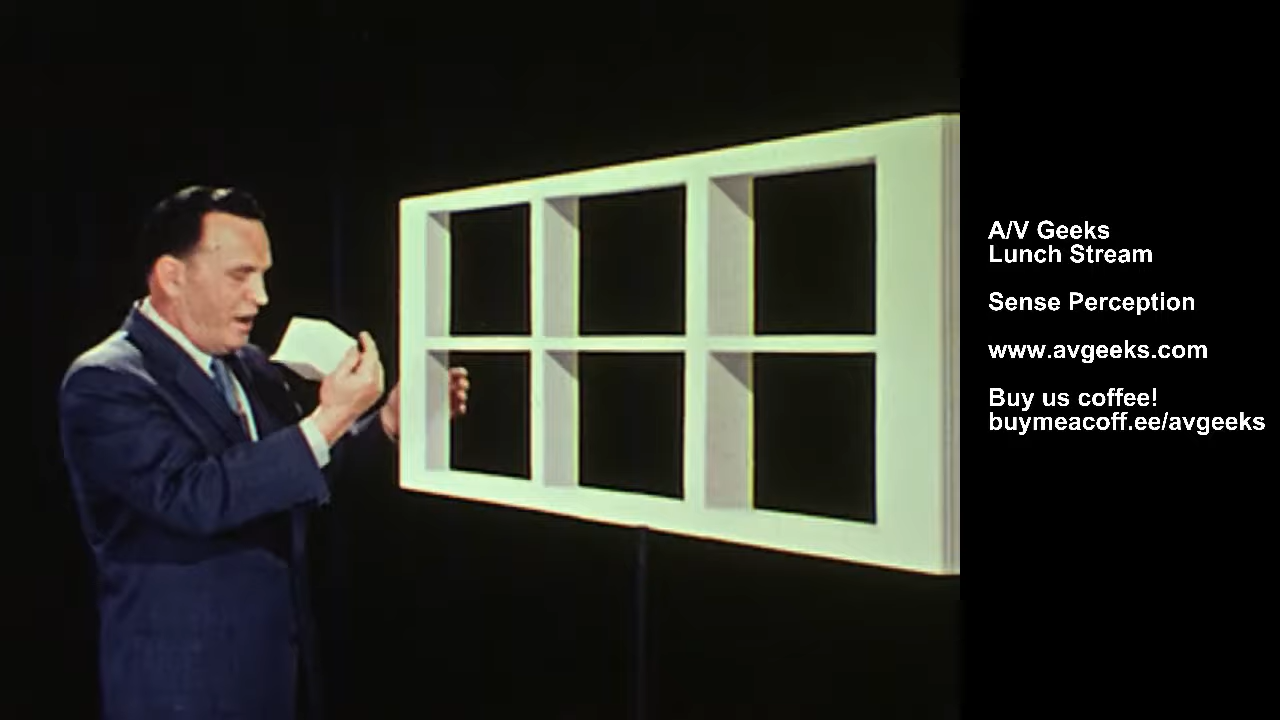 A/V Geeks
Lunch Stream
Sense Perception
www.avgeeks.com
Buy us coffee!
buymeacoff.ee/avgeeks